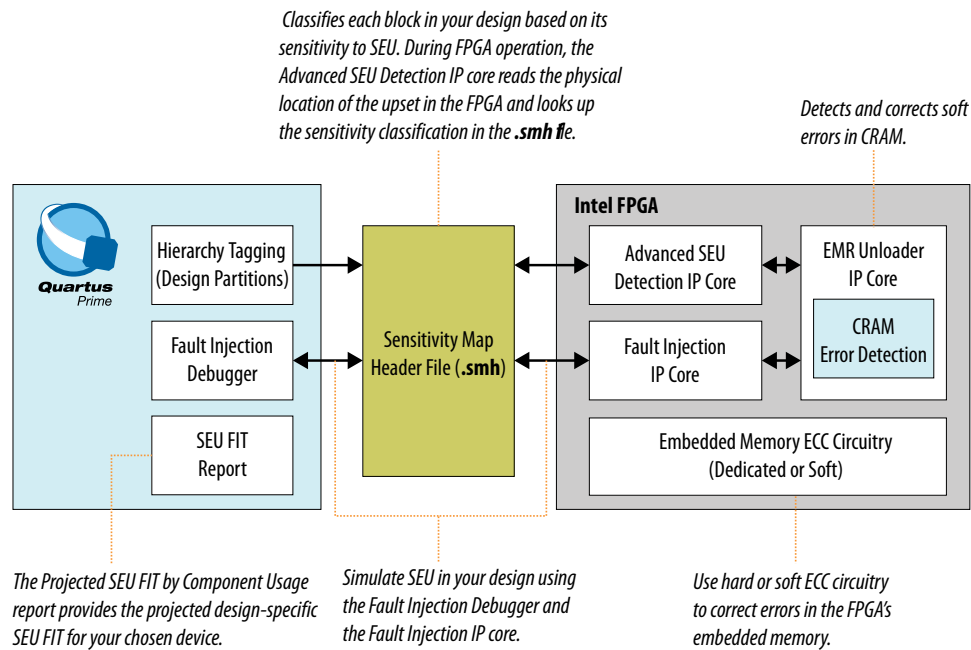 Classifies each block in your design based on its
sensitivity to SEU. During FPGA operation, the
Advanced SEU Detection IP core reads the physical
location of the upset in the FPGA and looks up
the sensitivity classification in the .smh file.
Detects and corrects soft
errors in CRAM.
Quartus
Prime
Hierarchy Tagging
(Design Partitions)
Fault Injection
Debugger
SEU FIT
Report
Sensitivity Map
Header File (.smh)
Intel FPGA
Advanced SEU
Detection IP Core
EMR Unloader
IP Core
CRAM
Error Detection
Fault Injection
IP Core
Embedded Memory ECC Circuitry
(Dedicated or Soft)
The Projected SEU FIT by Component Usage
report provides the projected design-specific
SEU FIT for your chosen device.
Simulate SEU in your design using
the Fault Injection Debugger and
the Fault Injection IP core.
Use hard or soft ECC circuitry
to correct errors in the FPGA's
embedded memory.